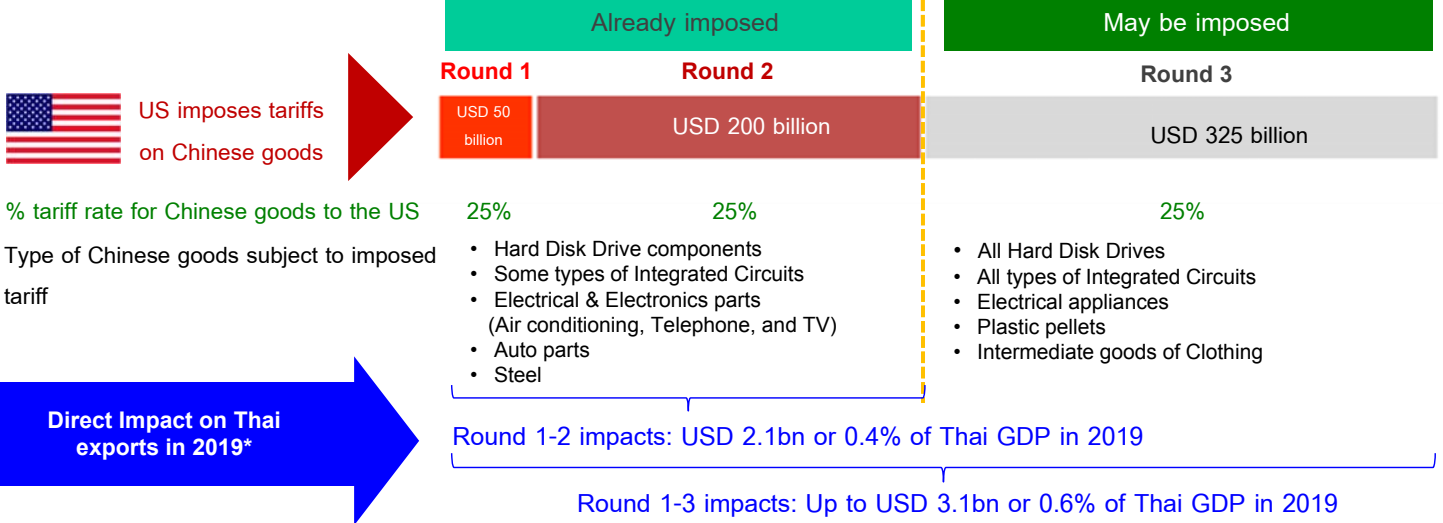 Already imposed
May be imposed
Round 1
Round 2
Round 3
US imposes tariffs
on Chinese goods
USD 50
billion
USD 200 billion
USD 325 billion
% tariff rate for Chinese goods to the US
25%
25%
25%
Type of Chinese goods subject to imposed
tariff
• Hard Disk Drive components
• Some types of Integrated Circuits
• Electrical & Electronics parts
(Air conditioning, Telephone, and TV)
• Auto parts
• Steel
• All Hard Disk Drives
• All types of Integrated Circuits
• Electrical appliances
• Plastic pellets
• Intermediate goods of Clothing
Direct Impact on Thai
exports in 2019*
Round 1-2 impacts: USD 2.1bn or 0.4% of Thai GDP in 2019
Round 1-3 impacts: Up to USD 3.1bn or 0.6% of Thai GDP in 2019